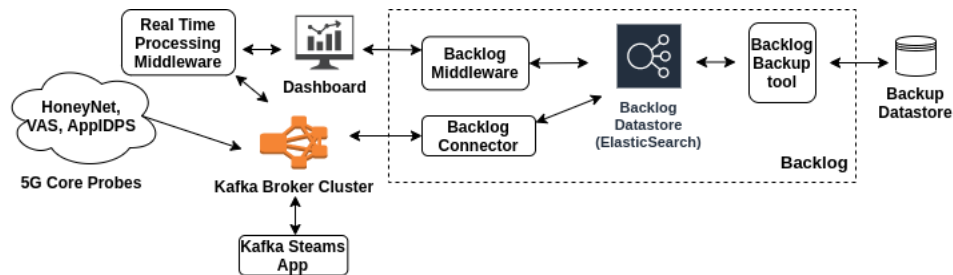 Real Time
Processing
Middleware
Dashboard
HoneyNet,
VAS, AppIDPS
5G Core Probes
Kafka Broker Cluster
Kafka Steams
App
Backlog
Middleware
Backlog
Connector
Backlog
Datastore
(ElasticSearch)
Backlog
Backup
tool
Backlog
Backup
Datastore